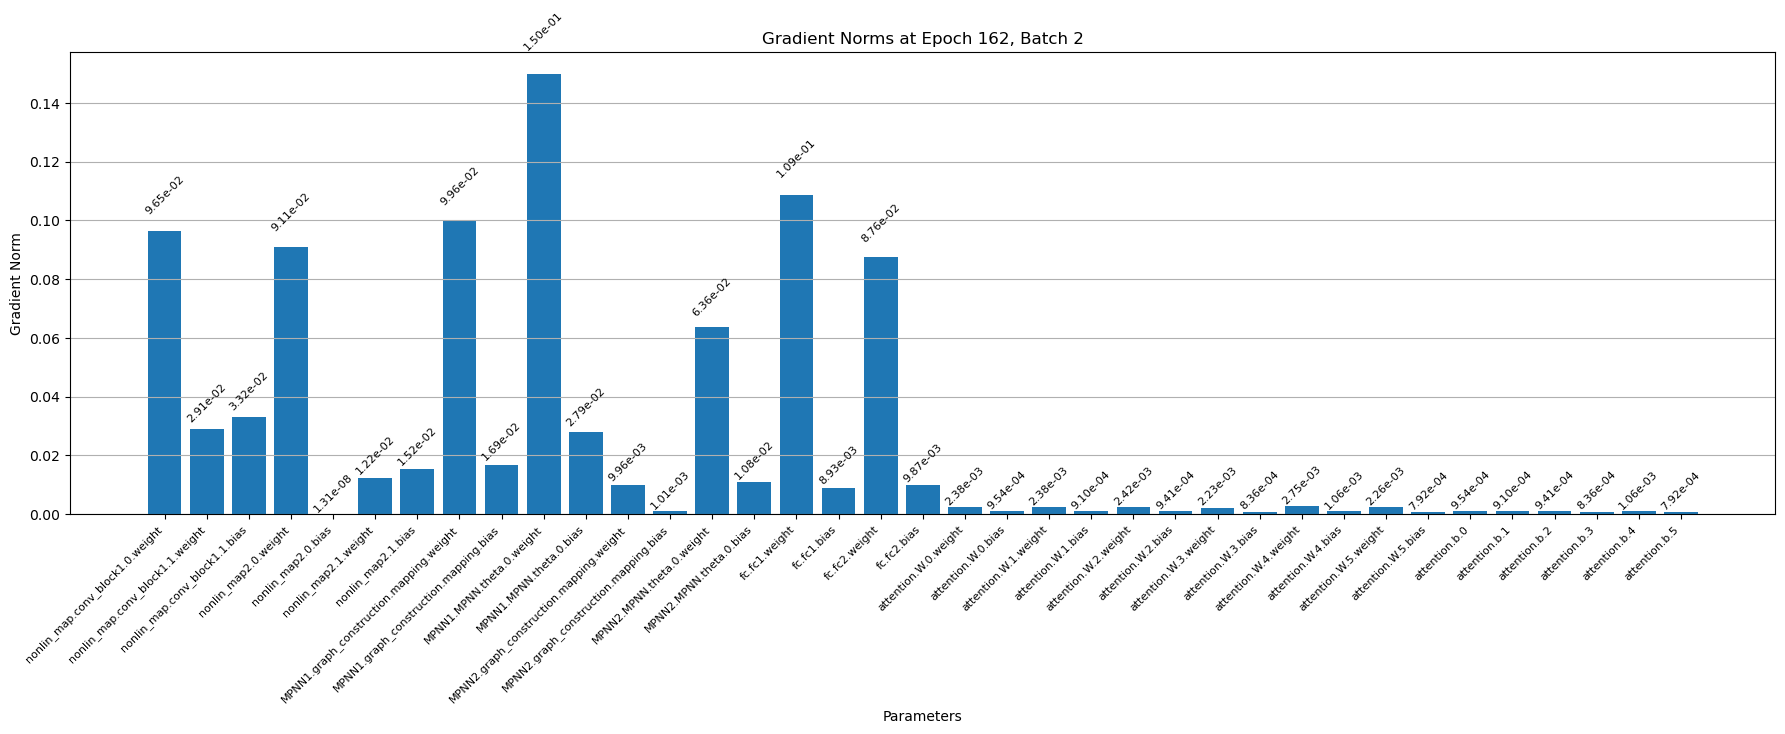 Gradient Norms at Epoch 162, Batch 2
Gradient Norm
0.14
0.12
0.10
0.08
0.06
0.04
0.02
0.00
9.65e-02
2.91e-02
3.32e-02
9.11e-02
1.31e-08
1.22e-02
1.52e-02
9.96e-02
1.69e-02
1.50e-01
2.79e-02
9.96e-03
1.01e-03
6.36e-02
1.08e-02
1.09e-01
8.93e-03
8.76e-02
9.87e-03
2.38e-03
9.54e-04
2.38e-03
9.10e-04
2.42e-03
9.41e-04
2.23e-03
8.36e-04
2.75e-03
1.06e-03
2.26e-03
7.92e-04
9.54e-04
9.10e-04
9.41e-04
8.36e-04
1.06e-03
7.92e-04
nonlin_map.conv_block1.0.weight
nonlin_map.conv_block1.1.weight
nonlin_map.conv_block1.1.bias
nonlin_map2.0.weight
nonlin_map2.0.bias
nonlin_map2.1.weight
nonlin_map2.1.bias
MPNN1.graph_construction.mapping.weight
MPNN1.graph_construction.mapping.bias
MPNN1.MPNN.theta.0.weight
MPNN1.MPNN.theta.0.bias
MPNN2.graph_construction.mapping.weight
MPNN2.graph_construction.mapping.bias
MPNN2.MPNN.theta.0.weight
MPNN2.MPNN.theta.0.bias
fc.fc1.weight
fc.fc1.bias
fc.fc2.weight
fc.fc2.bias
attention.W.0.weight
attention.W.0.bias
attention.W.1.weight
attention.W.1.bias
attention.W.2.weight
attention.W.2.bias
attention.W.3.weight
attention.W.3.bias
attention.W.4.weight
attention.W.4.bias
attention.W.5.weight
attention.W.5.bias
attention.b.0
attention.b.1
attention.b.2
attention.b.3
attention.b.4
attention.b.5
Parameters